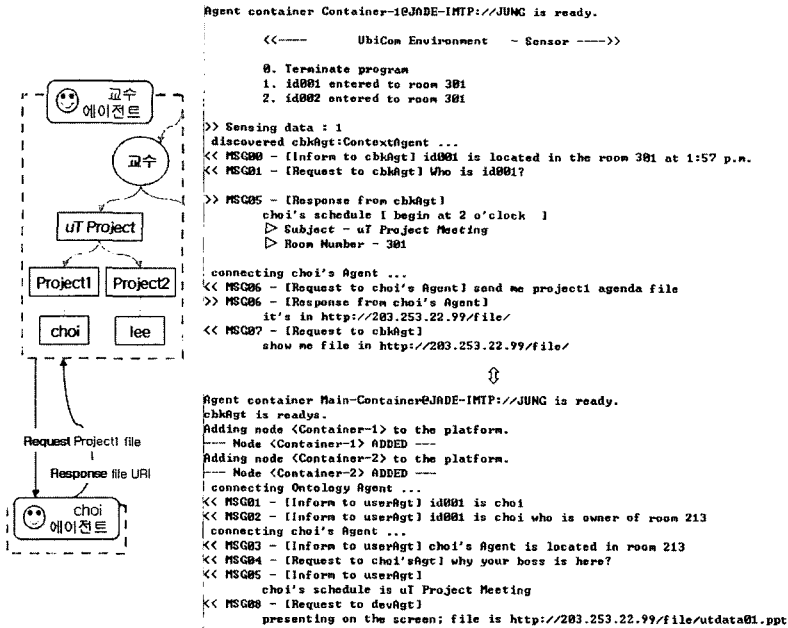 교수
에이전트
교수
uT Project
Project1
Project2
choi
lee
Request Project1 file
Response file URI
choi
에이전트
Agent container Container-1@JADE-IMTP://JUNG is ready.
<<---- UbiCom Environment ~ Sensor ---->>
0. Terminate program
1. id001 entered to room 301
2. id002 entered to room 301
>> Sensing data : 1
discovered cbkAgt:ContextAgent ...
<< MSG00 - [Inform to cbkAgt] id001 is located in the room 301 at 1:57 p.m.
<< MSG01 - [Request to cbkAgt] Who is id001?
>> MSG05 - [Response from cbkAgt]
choi's schedule [ begin at 2 o'clock ]
▷ Subject - uT Project Meeting
▷ Room Number - 301
connecting choi's Agent ...
<< MSG06 - [Request to choi's Agent] send me project1 agenda file
>> MSG06 - [Response from choi's Agent]
it's in http://203.253.22.99/file/
<< MSG07 - [Request to cbkAgt]
show me file in http://203.253.22.99/file/
⇕
Agent container Main-Container@JADE-IMTP://JUNG is ready.
cbkAgt is readys.
Adding node <Container-1> to the platform.
--- Node <Container-1> ADDED ---
Adding node <Container-2> to the platform.
--- Node <Container-2> ADDED ---
connecting Ontology Agent ...
<< MSG01 - [Inform to userAgt] id001 is choi
<< MSG02 - [Inform to userAgt] id001 is choi who is owner of room 213
connecting choi's Agent ...
<< MSG03 - [Inform to userAgt] choi's Agent is located in room 213
<< MSG04 - [Request to choi'sAgt] why your boss is here?
<< MSG05 - [Inform to userAgt]
choi's schedule is uT Project Meeting
<< MSG08 - [Request to devAgt]
presenting on the screen; file is http://203.253.22.99/file/utdata01.ppt